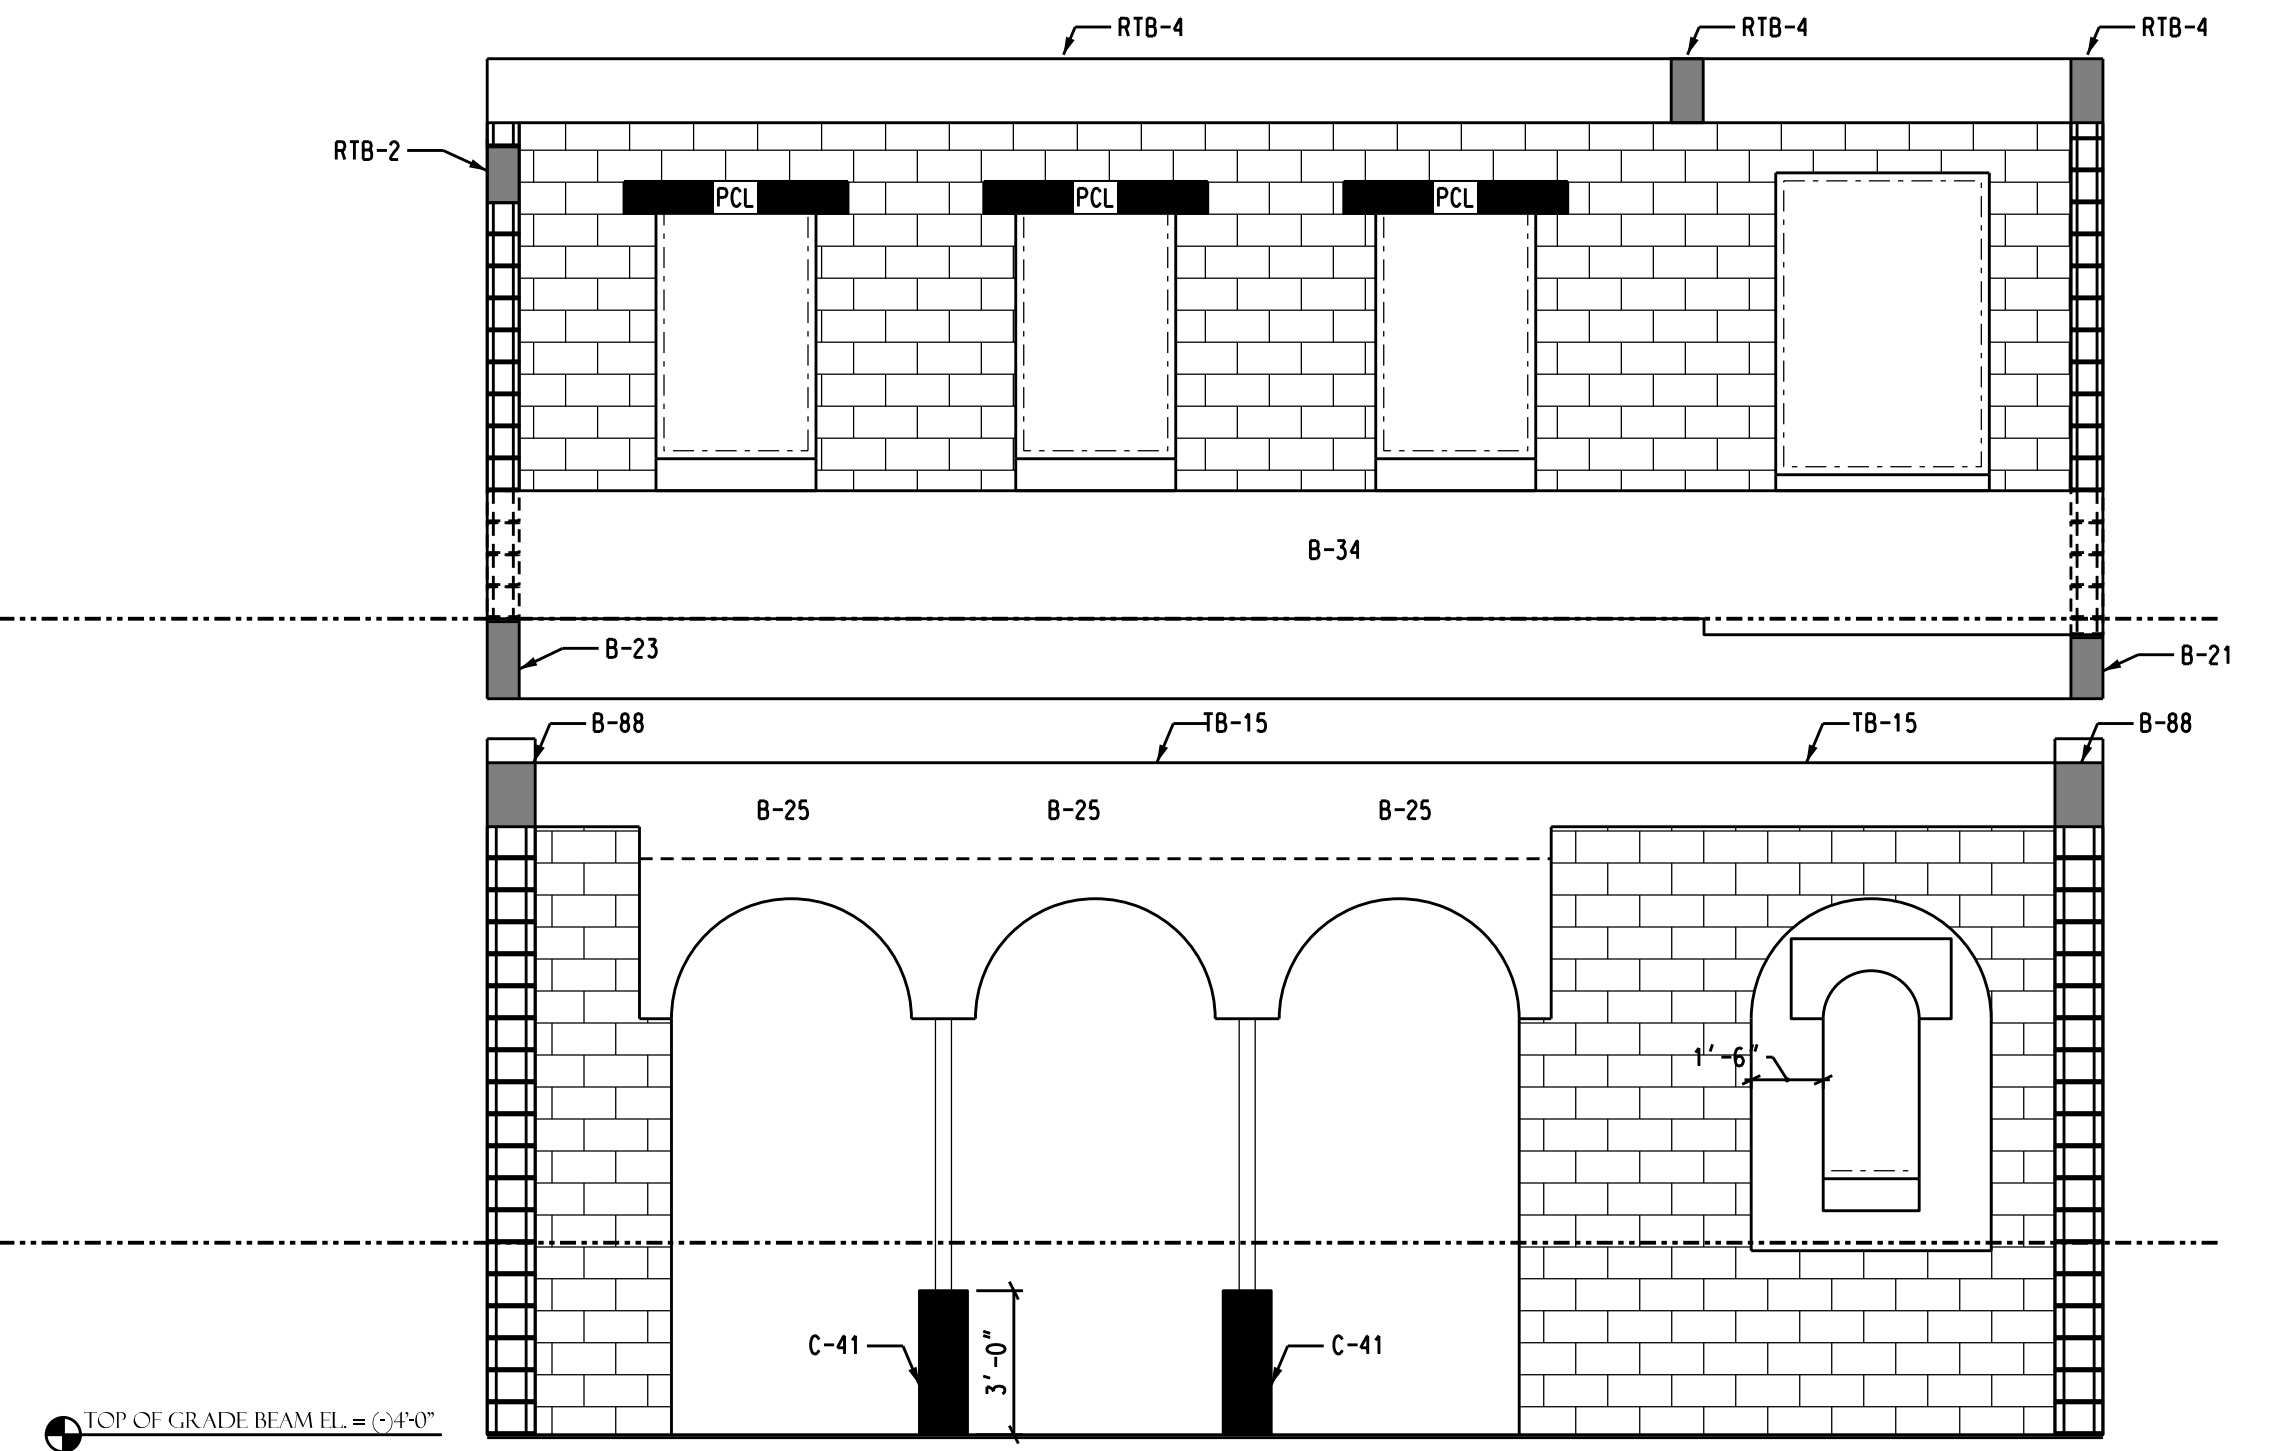 RTB-4
RTB-4
RTB-4
RTB-2
PCL
PCL
PCL
B-34
B-23
B-21
B-88
TB-15
TB-15
B-88
B-25
B-25
B-25
1'-6"
C-41
3'-0"
C-41
TOP OF GRADE BEAM EL. = (-)4'-0"